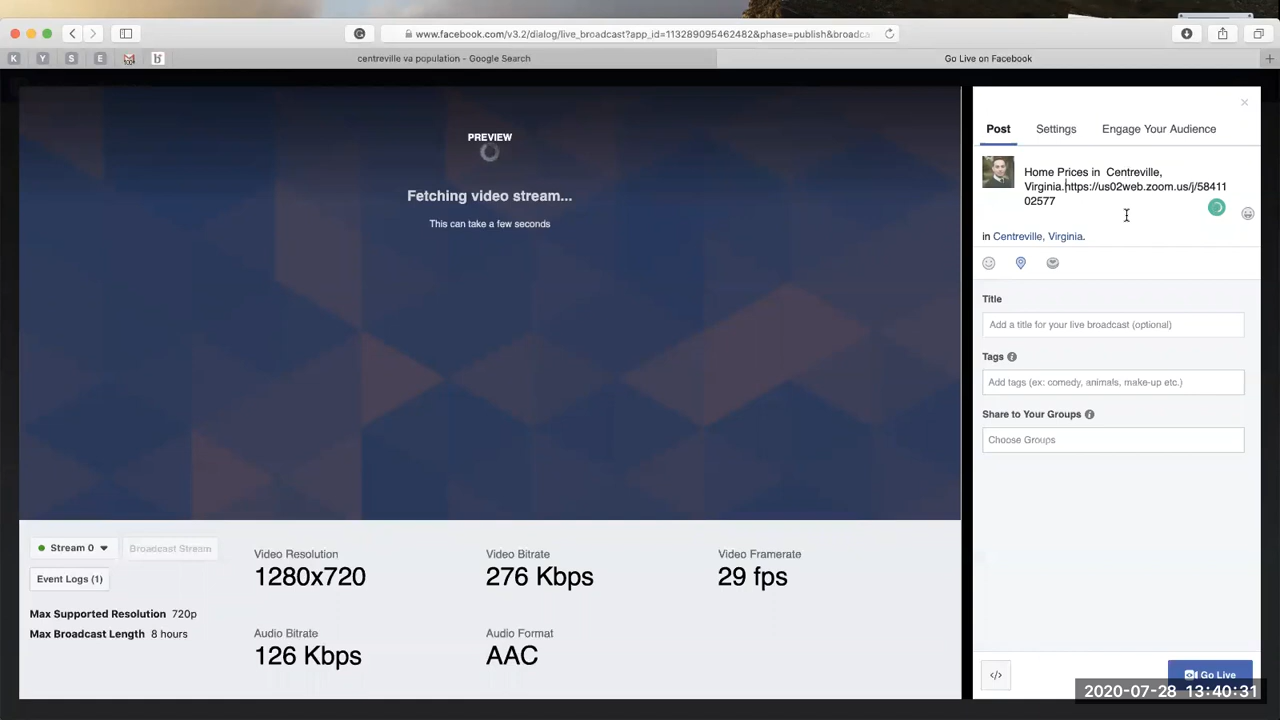 www.facebook.com/v3.2/dialog/live_broadcast?app_id=113289095462482&phase=publish&broadca
K Y S E
centreville va population - Google Search
Go Live on Facebook
PREVIEW
Fetching video stream...
This can take a few seconds
Post Settings Engage Your Audience
Home Prices in  Centreville,
Virginia.https://us02web.zoom.us/j/58411
02577
in Centreville, Virginia.
Title
Add a title for your live broadcast (optional)
Tags
Add tags (ex: comedy, animals, make-up etc.)
Share to Your Groups
Choose Groups
Stream 0 Broadcast Stream
Event Logs (1)
Max Supported Resolution 720p
Max Broadcast Length 8 hours
Video Resolution
1280x720
Video Bitrate
276 Kbps
Video Framerate
29 fps
Audio Bitrate
126 Kbps
Audio Format
AAC
</>
Go Live
2020-07-28 13:40:31